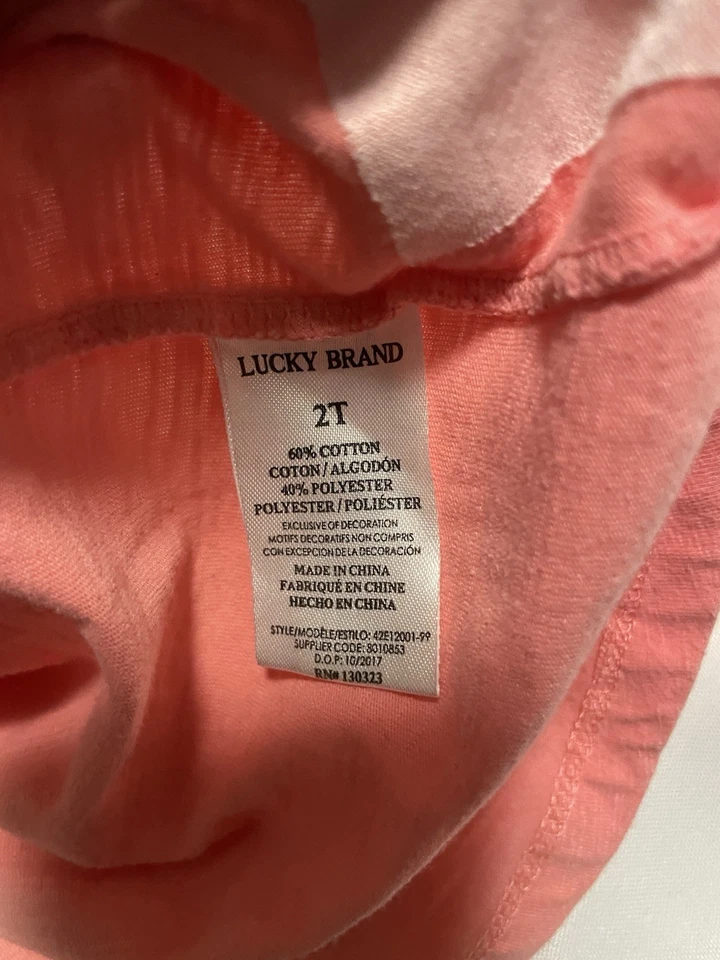 LUCKY BRAND
2T
60% COTTON
COTON / ALGODÓN
40% POLYESTER
POLYESTER / POLIÉSTER
EXCLUSIVE OF DECORATION
MOTIFS DECORATIFS NON COMPRIS
CON EXCEPCION DE LA DECORACIÓN
MADE IN CHINA
FABRIQUÉ EN CHINE
HECHO EN CHINA
STYLE/MODÈLE/ESTILO: 42E12001-99
SUPPLIER CODE: 8010853
D.O.P: 10/2017
RN# 130323